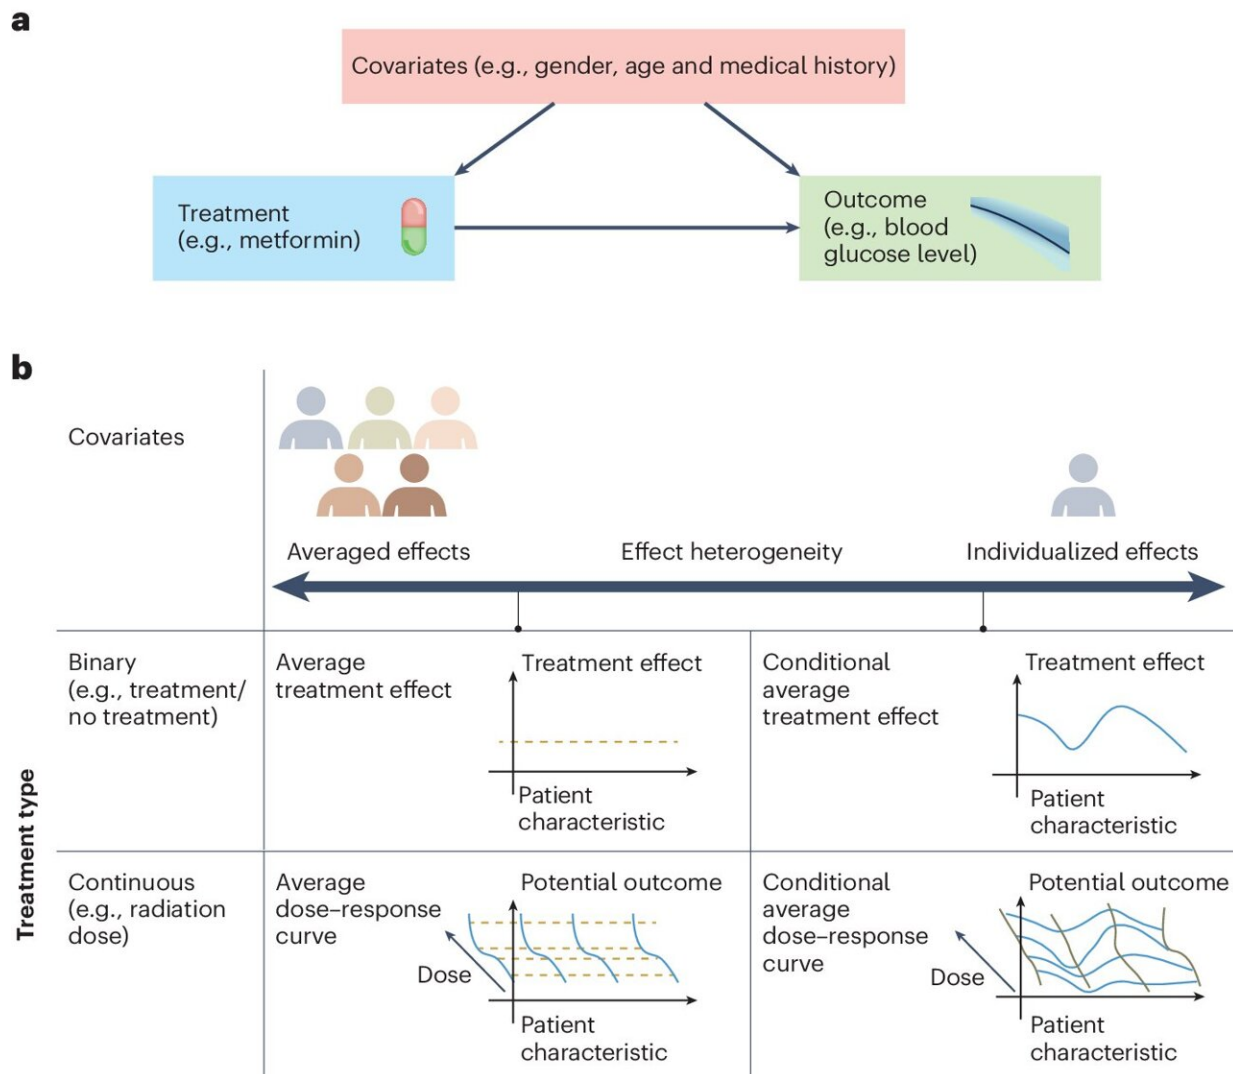 a
Covariates (e.g., gender, age and medical history)
Treatment
(e.g., metformin)
Outcome
(e.g., blood
glucose level)
b
Covariates
Averaged effects
Effect heterogeneity
Individualized effects
Treatment type
Binary
(e.g., treatment/
no treatment)
Average
treatment effect
Treatment effect
Patient
characteristic
Conditional
average
treatment effect
Treatment effect
Patient
characteristic
Continuous
(e.g., radiation
dose)
Average
dose–response
curve
Potential outcome
Dose
Patient
characteristic
Conditional
average
dose–response
curve
Potential outcome
Dose
Patient
characteristic